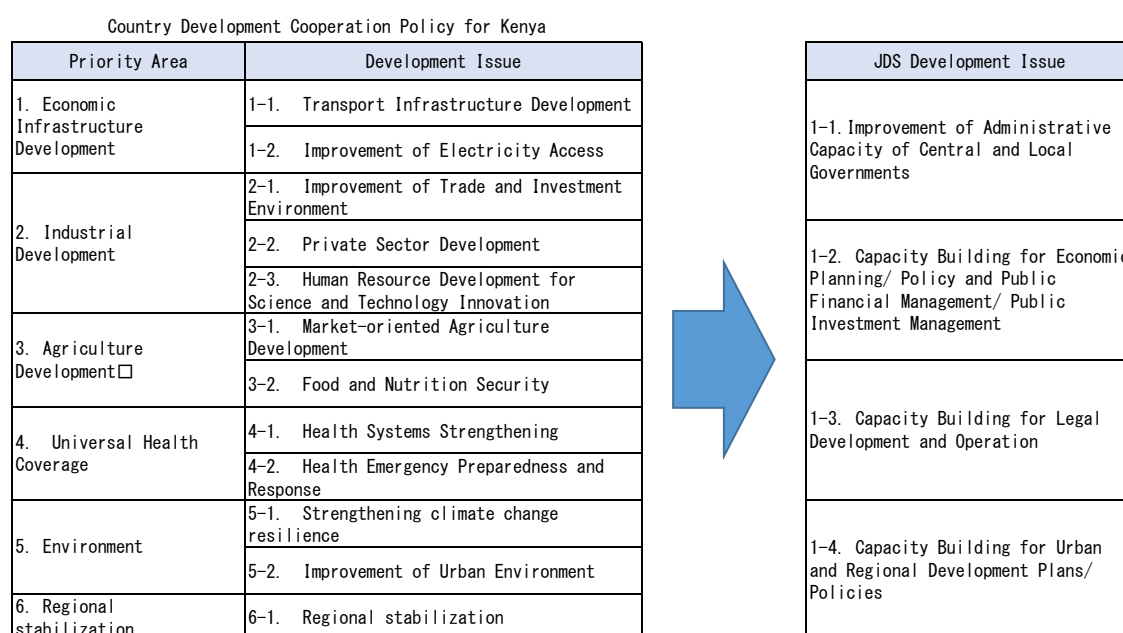 Country Development Cooperation Policy for Kenya
Priority Area
Development Issue
1. Economic
Infrastructure
Development
1-1. Transport Infrastructure Development
1-2. Improvement of Electricity Access
2. Industrial
Development
2-1. Improvement of Trade and Investment
Environment
2-2. Private Sector Development
2-3. Human Resource Development for
Science and Technology Innovation
3. Agriculture
Development□
3-1. Market-oriented Agriculture
Development
3-2. Food and Nutrition Security
4. Universal Health
Coverage
4-1. Health Systems Strengthening
4-2. Health Emergency Preparedness and
Response
5. Environment
5-1. Strengthening climate change
resilience
5-2. Improvement of Urban Environment
6. Regional
stabilization
6-1. Regional stabilization
JDS Development Issue
1-1.Improvement of Administrative
Capacity of Central and Local
Governments
1-2. Capacity Building for Economic
Planning/ Policy and Public
Financial Management/ Public
Investment Management
1-3. Capacity Building for Legal
Development and Operation
1-4. Capacity Building for Urban
and Regional Development Plans/
Policies